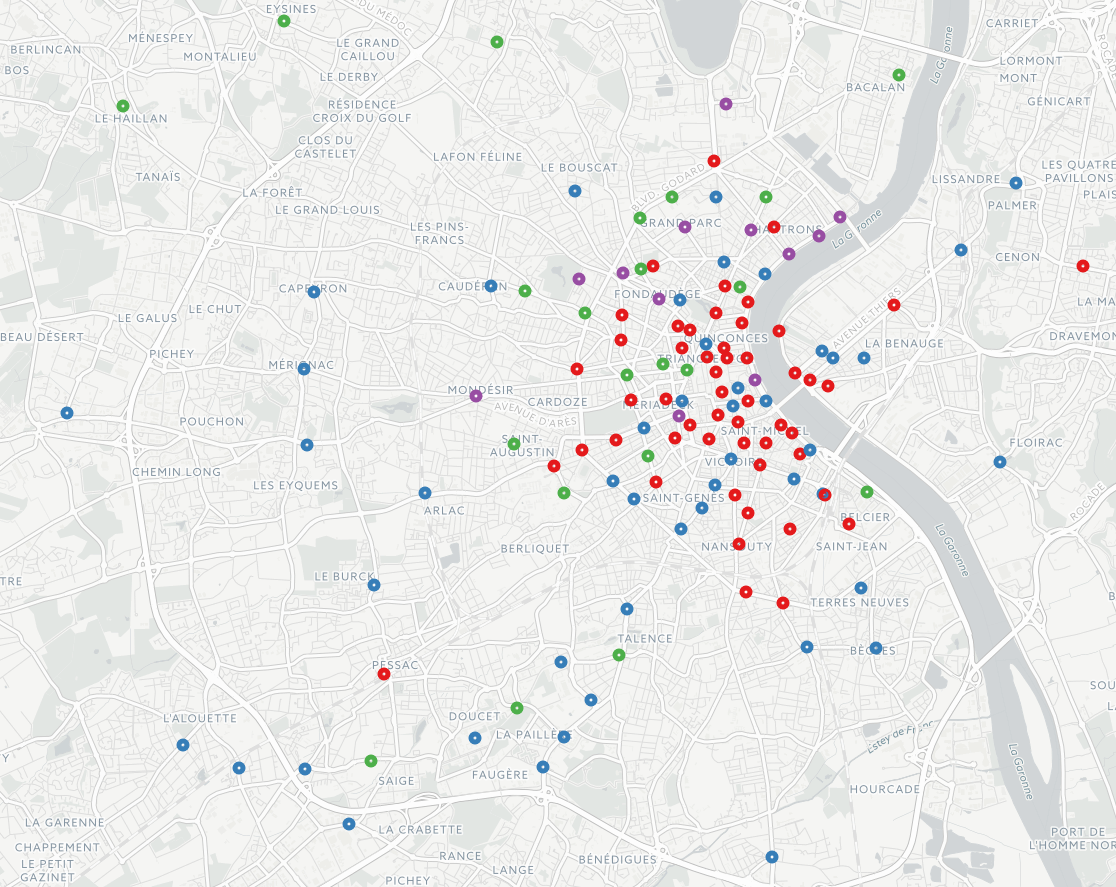 EYSINES
DU MÉDOC
CARRIET
BERLINCAN
MÉNESPEY
LE GRAND
CAILLOU
MONTALIEU
La Garonne
LORMONT
BOS
LE DERBY
MONT
BACALAN
RÉSIDENCE
CROIX DU GOLF
GÉNICART
LE HAILLAN
CLOS DU
CASTELET
LAFON FÉLINE
LE BOUSCAT
LES QUATRE
PAVILLONS
TANAÏS
LISSANDRE
LA FORÊT
BLVD. GODARD
PLAIS
LE GRAND LOUIS
PALMER
LES-PINS-
FRANCS
GRAND PARC
CHARTRONS
La Garonne
CENON
CAPEYRON
CAUDÉRAN
FONDAUDÈGE
LA MA
LE CHUT
AVENUE THIERS
LE GALUS
BEAU DÉSERT
QUINCONCES
LA BENAUGE
DRAVEMON
PICHEY
TRIANGLE D'OR
MÉRIGNAC
MONDÉSIR
CARDOZE
MÉRIADECK
AVENUE D'ARÈS
POUCHON
SAINT-MICHEL
SAINT-
AUGUSTIN
FLOIRAC
CHEMIN LONG
VICTOIRE
LES EYQUEMS
SAINT-GENÈS
ARLAC
BELCIER
ROCADE
BERLIQUET
NANSOUTY
SAINT-JEAN
La Garonne
TRE
LE BURCK
TERRES NEUVES
TALENCE
BÈGLES
PESSAC
SOU
L'ALOUETTE
DOUCET
LA PAILLÈRE
Estey de Franc
La Garonne
FAUGÈRE
SAIGE
HOURCADE
LA GARENNE
LA CRABETTE
PORT DE
L'HOMME NOR
CHAPPEMENT
RANCE
BÉNÉDIGUES
LE PETIT
GAZINET
LANGE
PICHEY